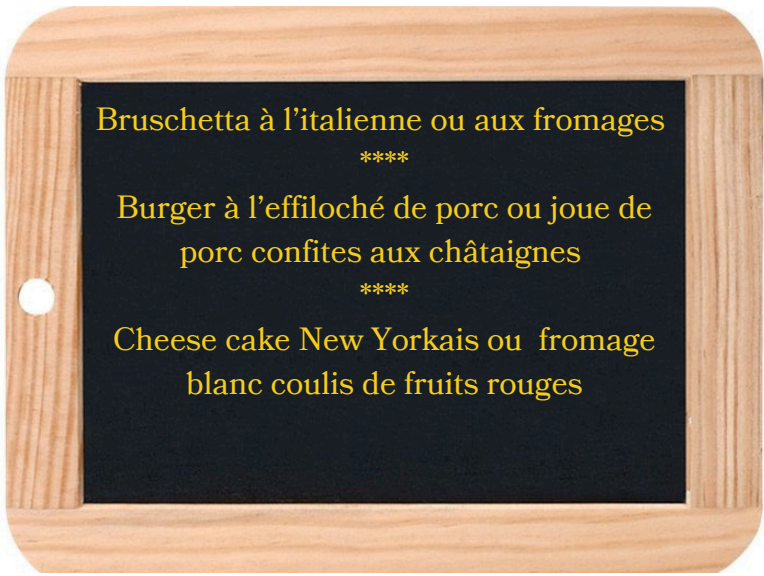 Bruschetta à l’italienne ou aux fromages
****
Burger à l’effiloché de porc ou joue de
porc confites aux châtaignes
****
Cheese cake New Yorkais ou  fromage
blanc coulis de fruits rouges